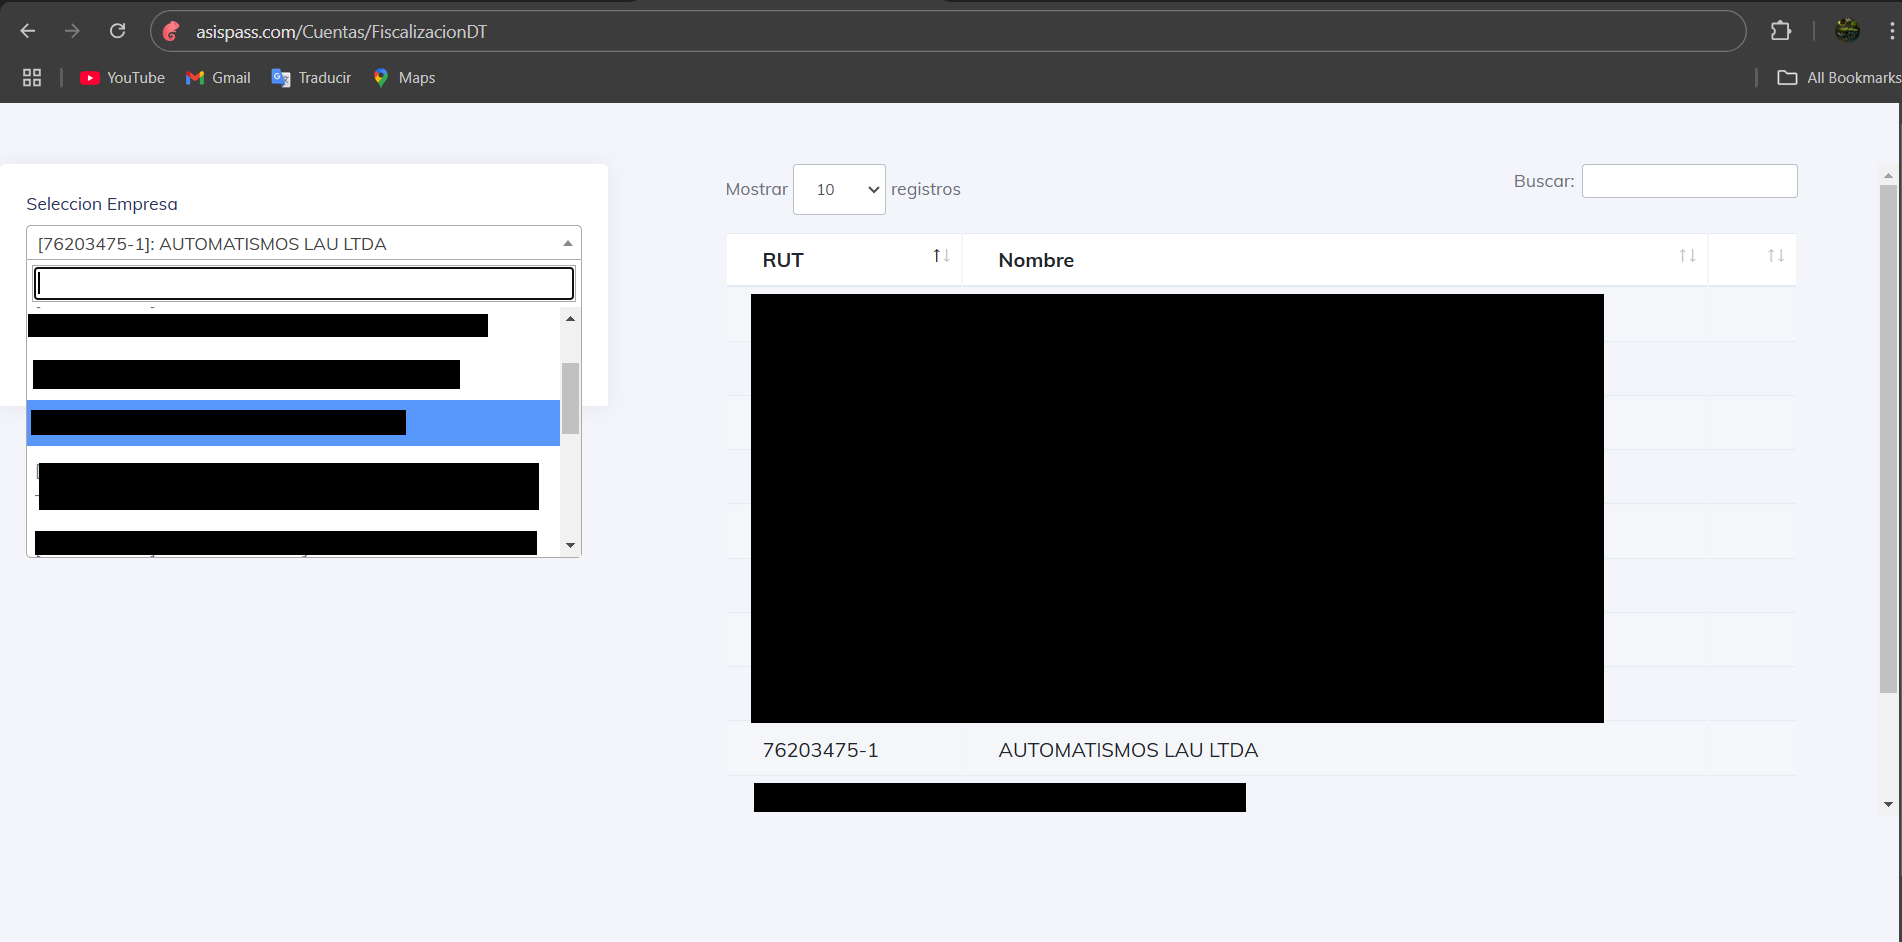 asispass.com/Cuentas/FiscalizacionDT
YouTube Gmail Traducir Maps All Bookmarks
Seleccion Empresa
[76203475-1]: AUTOMATISMOS LAU LTDA
Mostrar 10 registros
Buscar:
RUT Nombre
76203475-1 AUTOMATISMOS LAU LTDA